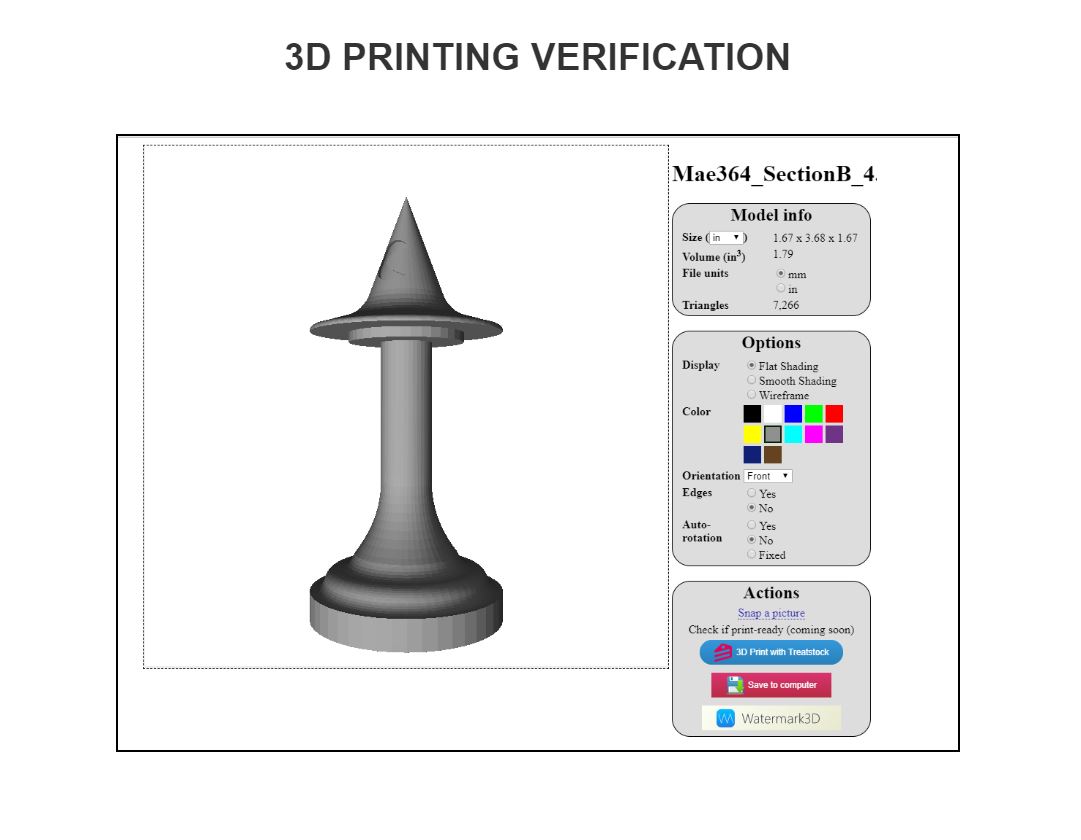 3D PRINTING VERIFICATION
Mae364_SectionB_4.
Model info
Size (in) 1.67 x 3.68 x 1.67
Volume (in³) 1.79
File units mm
in
Triangles 7,266
Options
Display Flat Shading
Smooth Shading
Wireframe
Color
Orientation Front
Edges Yes
No
Auto- Yes
rotation No
Fixed
Actions
Snap a picture
Check if print-ready (coming soon)
3D Print with Treatstock
Save to computer
Watermark3D